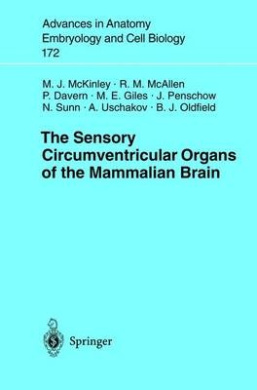 Advances in Anatomy
Embryology and Cell Biology
172
M. J. McKinley · R. M. McAllen
P. Davern · M. E. Giles · J. Penschow
N. Sunn · A. Uschakov · B. J. Oldfield
The Sensory
Circumventricular Organs
of the Mammalian Brain
Springer